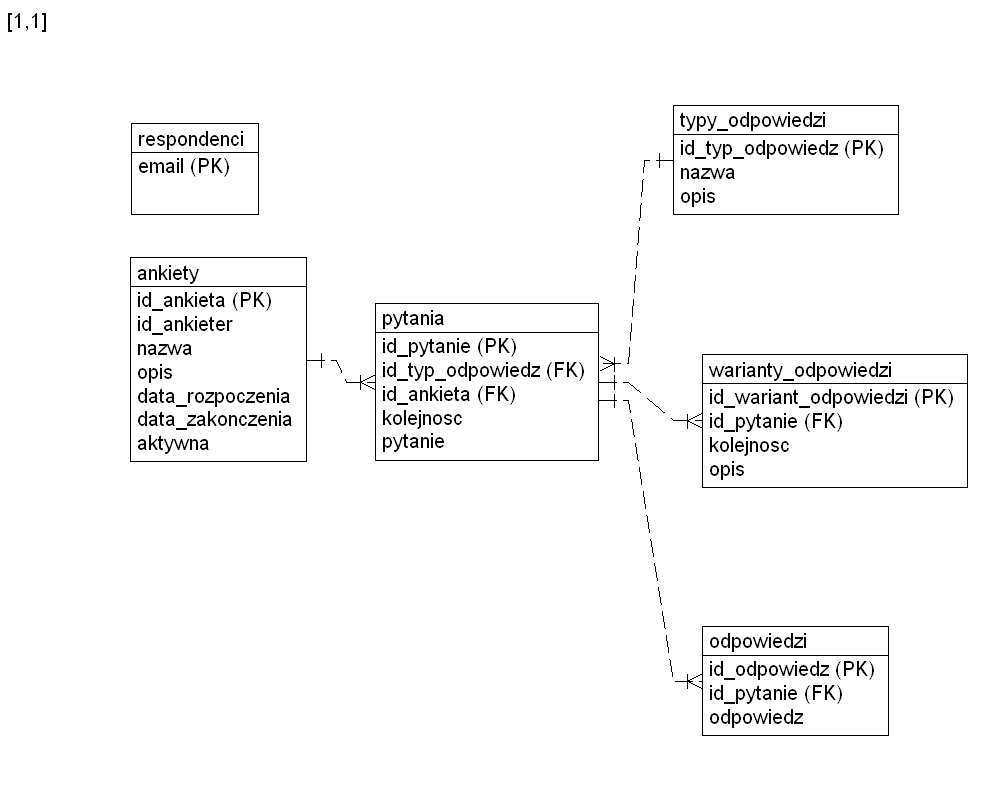 [1,1]
respondenci
email (PK)
ankiety
id_ankieta (PK)
id_ankieter
nazwa
opis
data_rozpoczenia
data_zakonczenia
aktywna
pytania
id_pytanie (PK)
id_typ_odpowiedz (FK)
id_ankieta (FK)
kolejnosc
pytanie
typy_odpowiedzi
id_typ_odpowiedz (PK)
nazwa
opis
warianty_odpowiedzi
id_wariant_odpowiedzi (PK)
id_pytanie (FK)
kolejnosc
opis
odpowiedzi
id_odpowiedz (PK)
id_pytanie (FK)
odpowiedz